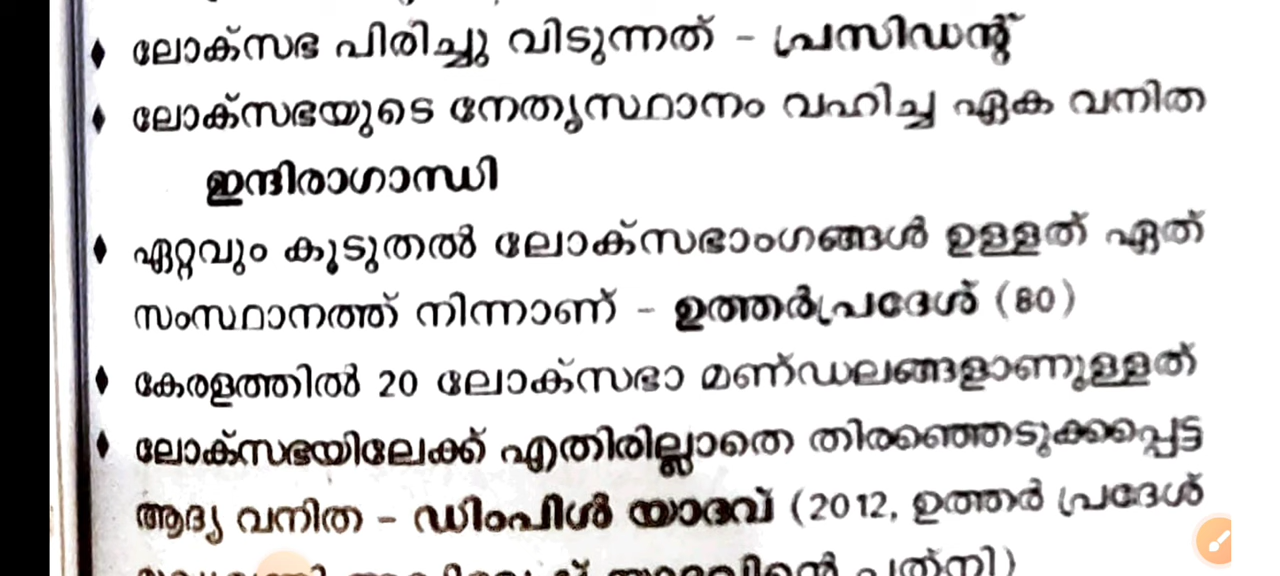 ♦ ലോക്സഭ പിരിച്ചു വിടുന്നത് - പ്രസിഡന്റ്
♦ ലോക്സഭയുടെ നേതൃസ്ഥാനം വഹിച്ച ഏക വനിത
ഇന്ദിരാഗാന്ധി
♦ ഏറ്റവും കൂടുതൽ ലോക്സഭാംഗങ്ങൾ ഉള്ളത് ഏത്
സംസ്ഥാനത്ത് നിന്നാണ് - ഉത്തർപ്രദേശ് (80)
♦ കേരളത്തിൽ 20 ലോക്സഭാ മണ്ഡലങ്ങളാണുള്ളത്
♦ ലോക്സഭയിലേക്ക് എതിരില്ലാതെ തിരഞ്ഞെടുക്കപ്പെട്ട
ആദ്യ വനിത - ഡിംപിൾ യാദവ് (2012, ഉത്തർ പ്രദേശ്
പത്നി)